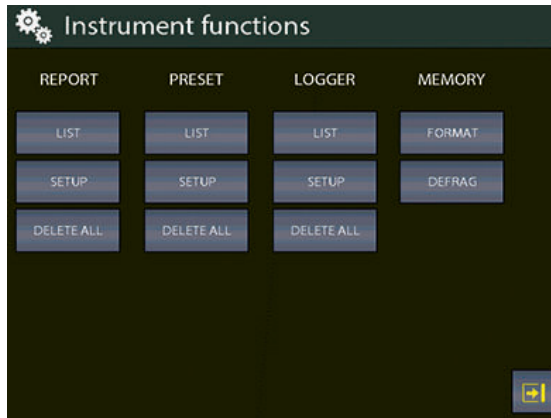 Instrument functions
REPORT PRESET LOGGER MEMORY
LIST LIST LIST FORMAT
SETUP SETUP SETUP DEFRAG
DELETE ALL DELETE ALL DELETE ALL